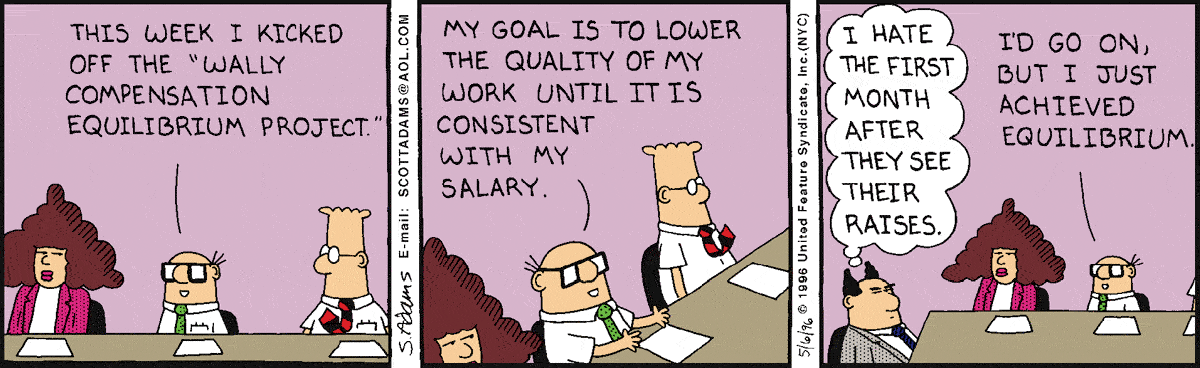 THIS WEEK I KICKED
OFF THE "WALLY
COMPENSATION
EQUILIBRIUM PROJECT."
S.Adams E-mail: SCOTTADAMS@AOL.COM
MY GOAL IS TO LOWER
THE QUALITY OF MY
WORK UNTIL IT IS
CONSISTENT
WITH MY
SALARY.
5/6/96 © 1996 United Feature Syndicate, Inc.(NYC)
I HATE
THE FIRST
MONTH
AFTER
THEY SEE
THEIR
RAISES.
I'D GO ON,
BUT I JUST
ACHIEVED
EQUILIBRIUM.